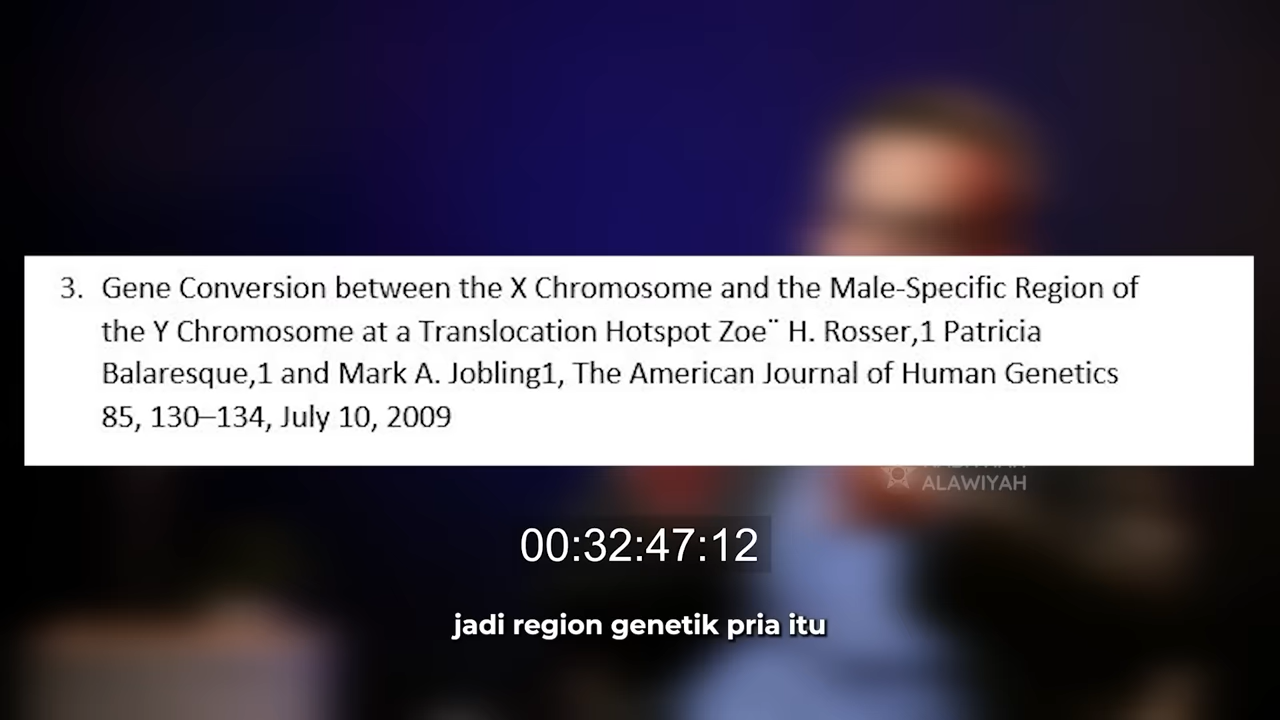 3. Gene Conversion between the X Chromosome and the Male-Specific Region of
the Y Chromosome at a Translocation Hotspot Zoe¨ H. Rosser,1 Patricia
Balaresque,1 and Mark A. Jobling1, The American Journal of Human Genetics
85, 130–134, July 10, 2009
ALAWIYAH
00:32:47:12
jadi region genetik pria itu